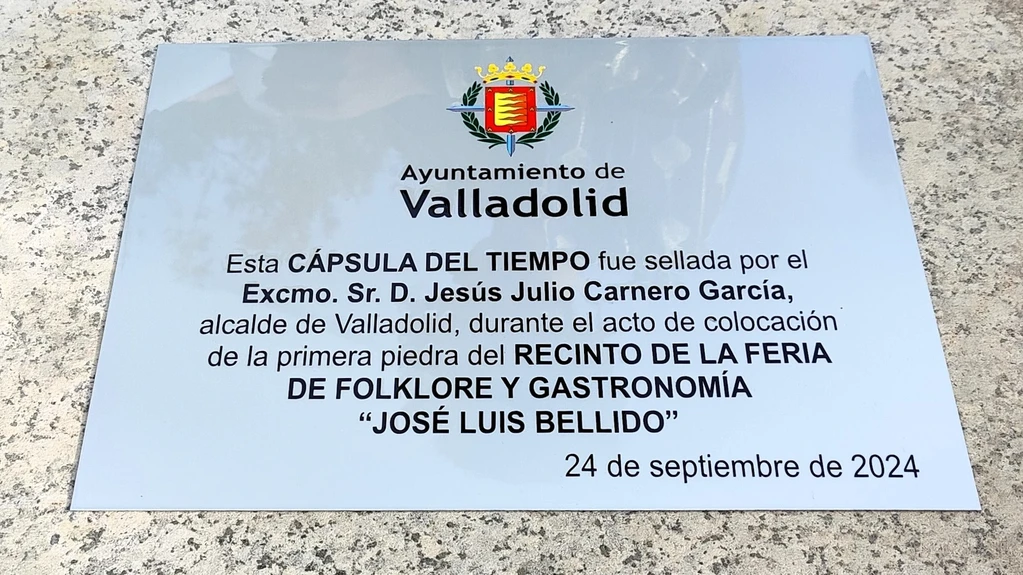 Ayuntamiento de
Valladolid
Esta CÁPSULA DEL TIEMPO fue sellada por el
Excmo. Sr. D. Jesús Julio Carnero García,
alcalde de Valladolid, durante el acto de colocación
de la primera piedra del RECINTO DE LA FERIA
DE FOLKLORE Y GASTRONOMÍA
“JOSÉ LUIS BELLIDO”
24 de septiembre de 2024